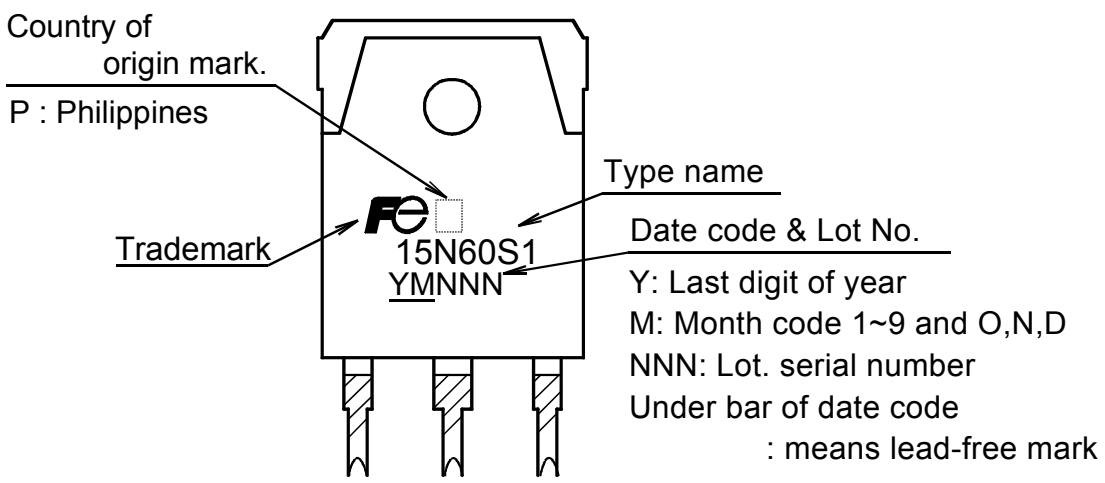 Country of
origin mark.
P : Philippines
Type name
Fe
Trademark
15N60S1
YMNNN
Date code & Lot No.
Y: Last digit of year
M: Month code 1~9 and O,N,D
NNN: Lot. serial number
Under bar of date code
: means lead-free mark